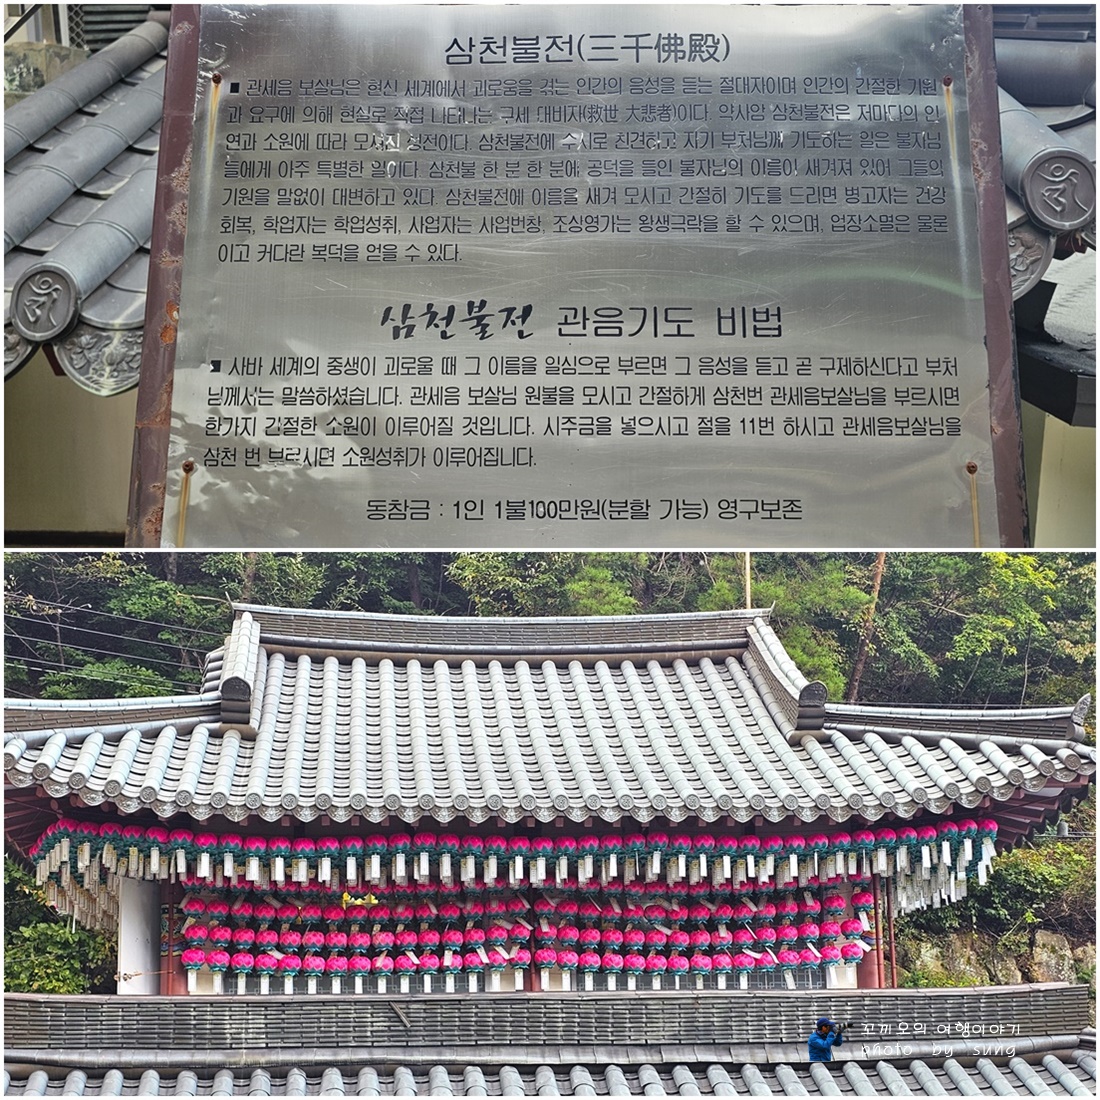 삼천불전(三千佛殿)
■ 관세음 보살님은 현신 세계에서 괴로움을 겪는 인간의 음성을 듣는 절대자이며 인간의 간절한 기원
과 요구에 의해 현실로 직접 나타나는 구세 대비자(救世 大悲者)이다. 약사암 삼천불전은 저마다의 인
연과 소원에 따라 모셔진 성전이다. 삼천불전에 수시로 친견하고 자기 부처님께 기도하는 일은 불자님
들에게 아주 특별한 일이다. 삼천불 한 분 한 분에 공덕을 들인 불자님의 이름이 새겨져 있어 그들의
기원을 말없이 대변하고 있다. 삼천불전에 이름을 새겨 모시고 간절히 기도를 드리면 병고자는 건강
회복, 학업자는 학업성취, 사업자는 사업번창, 조상영가는 왕생극락을 할 수 있으며, 업장소멸은 물론
이고 커다란 복덕을 얻을 수 있다.
삼천불전 관음기도 비법
■ 사바 세계의 중생이 괴로울 때 그 이름을 일심으로 부르면 그 음성을 듣고 곧 구제하신다고 부처
님께서는 말씀하셨습니다. 관세음 보살님 원불을 모시고 간절하게 삼천번 관세음보살님을 부르시면
한가지 간절한 소원이 이루어질 것입니다. 시주금을 넣으시고 절을 11번 하시고 관세음보살님을
삼천 번 부르시면 소원성취가 이루어집니다.
동참금 : 1인 1불100만원(분할 가능) 영구보존
꼬끼오의 여행이야기
photo by sung